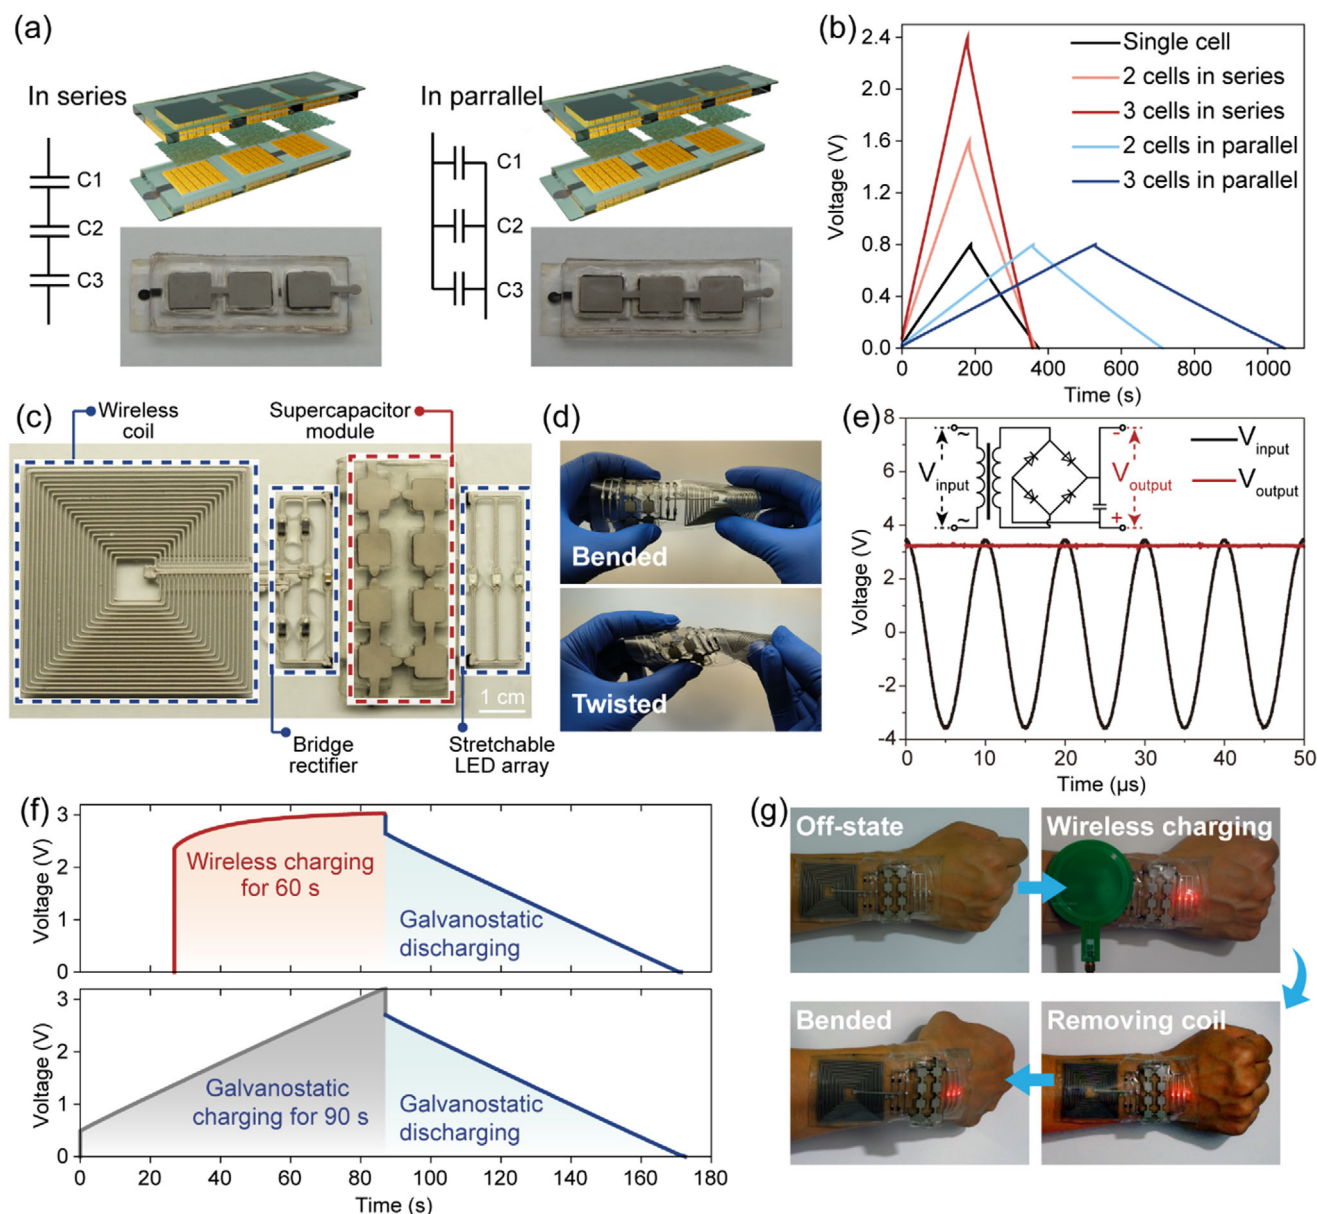 (a)
In series
C1
C2
C3
In parrallel
C1
C2
C3
(b)
2.4
2.0
1.6
1.2
0.8
0.4
0.0
Voltage (V)
Single cell
2 cells in series
3 cells in series
2 cells in parallel
3 cells in parallel
0 200 400 600 800 1000
Time (s)
(c)
Wireless
coil
Supercapacitor
module
Bridge
rectifier
Stretchable
LED array
1 cm
(d)
Bended
Twisted
(e)
8
6
4
2
0
-2
-4
Voltage (V)
~
Vinput
~
-
Voutput
+
Vinput
Voutput
0 10 20 30 40 50
Time (µs)
(f)
3
2
1
0
Voltage (V)
Wireless charging
for 60 s
Galvanostatic
discharging
3
2
1
0
Voltage (V)
Galvanostatic
charging for 90 s
Galvanostatic
discharging
0 20 40 60 80 100 120 140 160 180
Time (s)
(g)
Off-state
Wireless charging
Bended
Removing coil